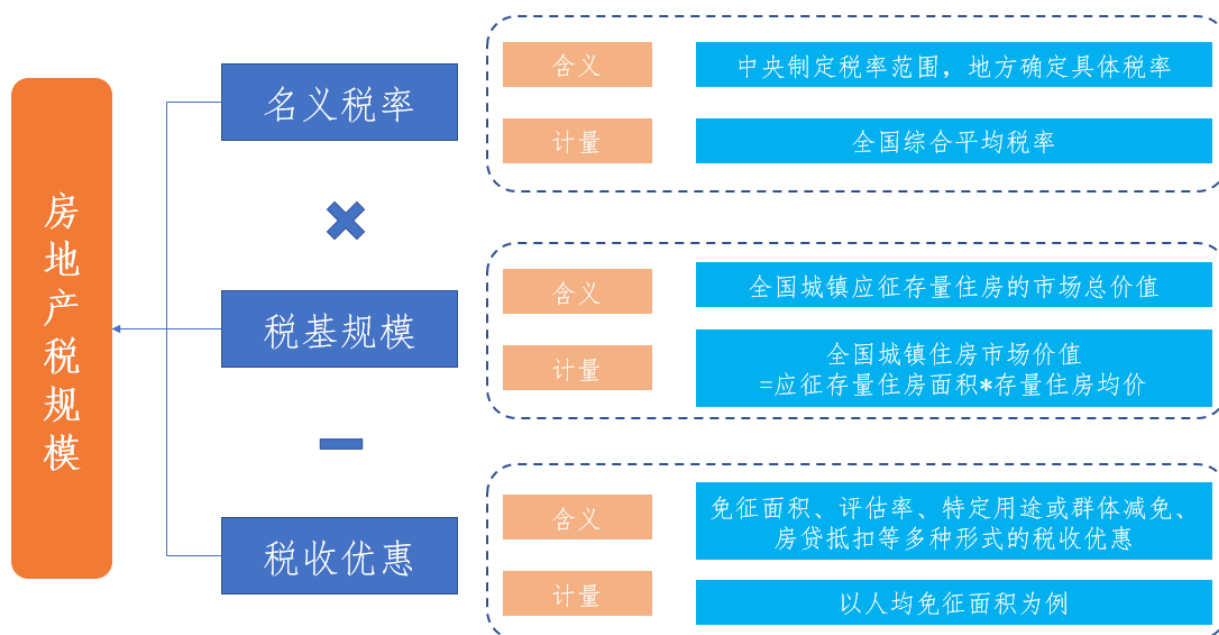 房地产税规模
名义税率
含义
中央制定税率范围，地方确定具体税率
计量
全国综合平均税率
×
税基规模
含义
全国城镇应征存量住房的市场总价值
计量
全国城镇住房市场价值
=应征存量住房面积*存量住房均价
－
税收优惠
含义
免征面积、评估率、特定用途或群体减免、
房贷抵扣等多种形式的税收优惠
计量
以人均免征面积为例